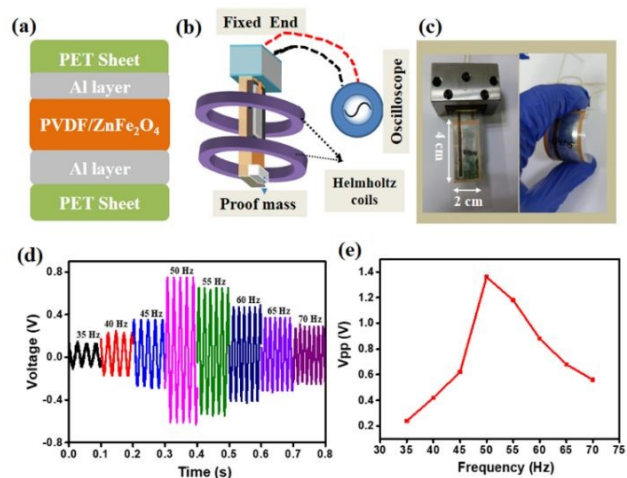 (a)
PET Sheet
Al layer
PVDF/ZnFe2O4
Al layer
PET Sheet
(b)
Fixed End
Oscilloscope
Helmholtz
coils
Proof mass
(c)
4 cm
2 cm
(d)
0.8
0.4
0.0
-0.4
-0.8
Voltage (V)
35 Hz
40 Hz
45 Hz
50 Hz
55 Hz
60 Hz
65 Hz
70 Hz
0.0 0.1 0.2 0.3 0.4 0.5 0.6 0.7 0.8
Time (s)
(e)
1.4
1.2
1.0
0.8
0.6
0.4
0.2
Vpp (V)
35 40 45 50 55 60 65 70 75
Frequency (Hz)